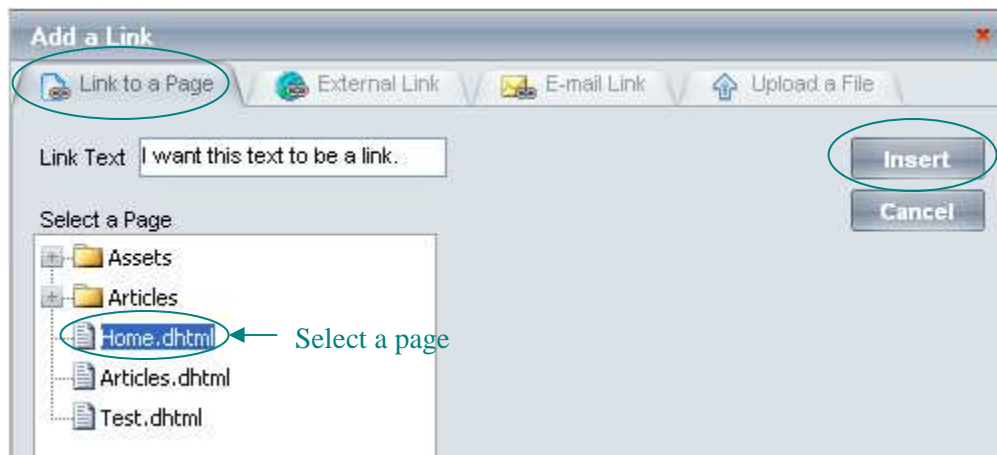 Add a Link
Link to a Page External Link E-mail Link Upload a File
Link Text I want this text to be a link. Insert
Cancel
Select a Page
Assets
Articles
Home.dhtml Select a page
Articles.dhtml
Test.dhtml